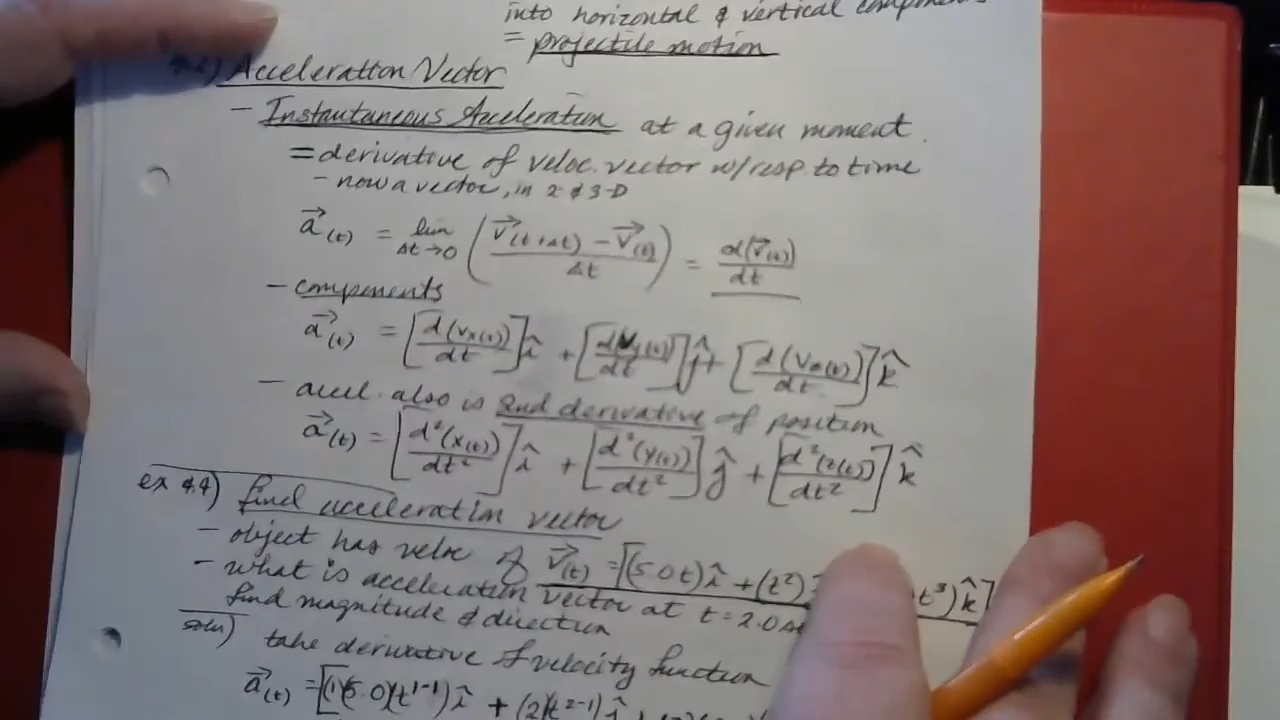 into horizontal & vertical components
= projectile motion
Acceleration Vector
- Instantaneous Acceleration at a given moment.
= derivative of veloc. vector w/resp. to time
- now a vector, in 2 & 3-D
a⃗(t) = lim Δt→0 ( (V⃗(t+Δt) - V⃗(t)) / Δt ) = d(V⃗(t)) / dt
- components
a⃗(t) = [d(Vx(t)) / dt] î + [d(Vy(t)) / dt] ĵ + [d(Vz(t)) / dt] k̂
- accel. also is 2nd derivative of position
a⃗(t) = [d²(x(t)) / dt²] î + [d²(y(t)) / dt²] ĵ + [d²(z(t)) / dt²] k̂
ex 4.4) find acceleration vector
- object has veloc of V⃗(t) = [(5.0t)î + (t²) t³)k̂]
- what is acceleration vector at t = 2.0
find magnitude & direction
soln) take derivative of velocity function
a⃗(t) = [(1)(5.0)(t¹⁻¹)î + (2)(t²⁻¹)ĵ